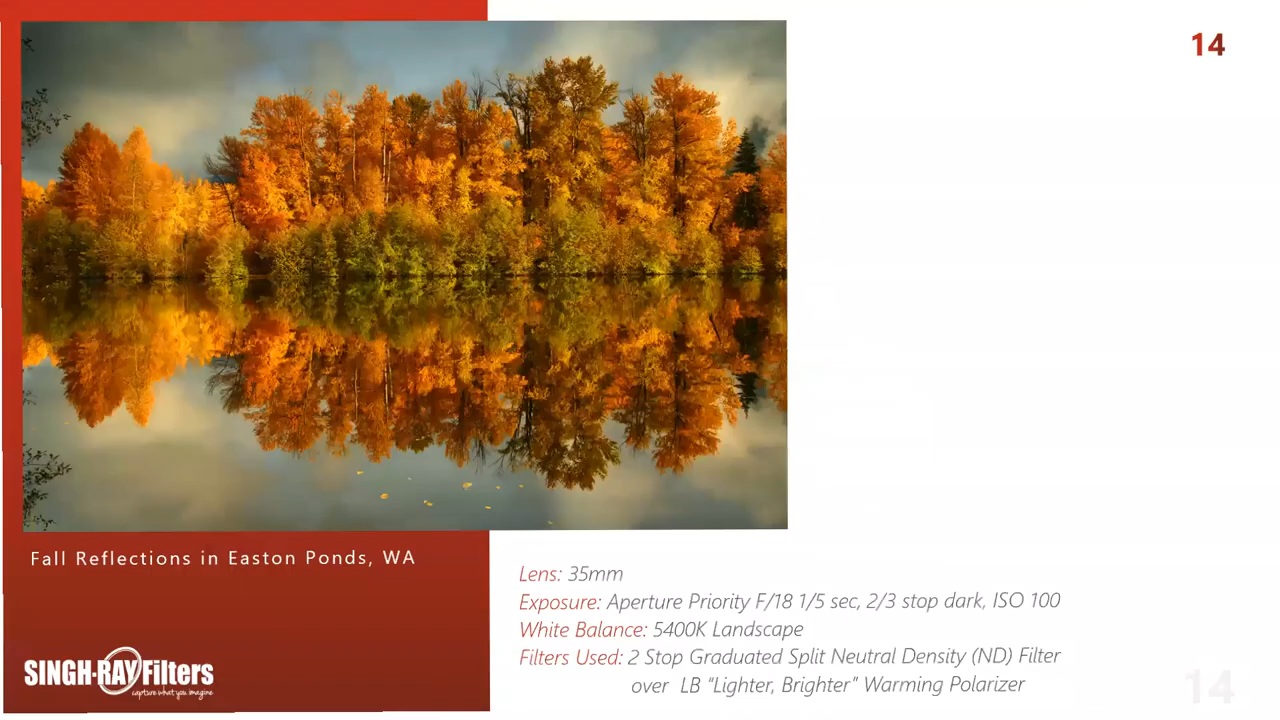 14
Fall Reflections in Easton Ponds, WA
Lens: 35mm
Exposure: Aperture Priority F/18 1/5 sec, 2/3 stop dark, ISO 100
White Balance: 5400K Landscape
Filters Used: 2 Stop Graduated Split Neutral Density (ND) Filter
over LB "Lighter, Brighter" Warming Polarizer
SINGH-RAY Filters
capture what you imagine
14